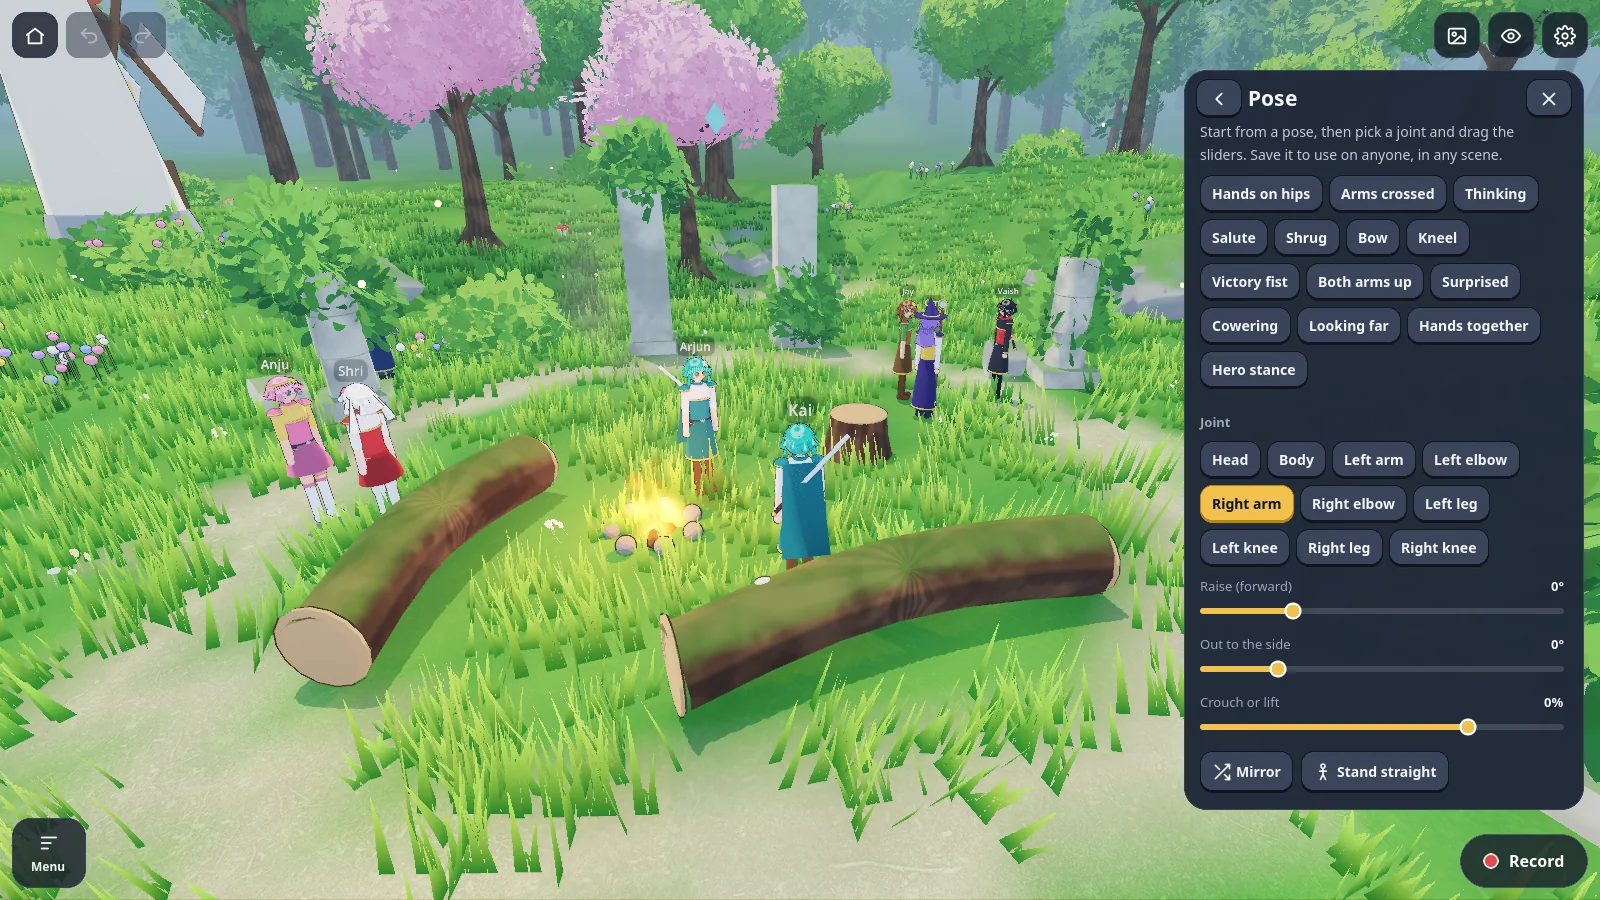 Pose
Start from a pose, then pick a joint and drag the
sliders. Save it to use on anyone, in any scene.
Hands on hips
Arms crossed
Thinking
Salute
Shrug
Bow
Kneel
Victory fist
Both arms up
Surprised
Cowering
Looking far
Hands together
Hero stance
Joint
Head
Body
Left arm
Left elbow
Right arm
Right elbow
Left leg
Left knee
Right leg
Right knee
Raise (forward) 0°
Out to the side 0°
Crouch or lift 0%
Mirror
Stand straight
Jay
Vaish
Arjun
Anju
Shri
Kai
Menu
Record